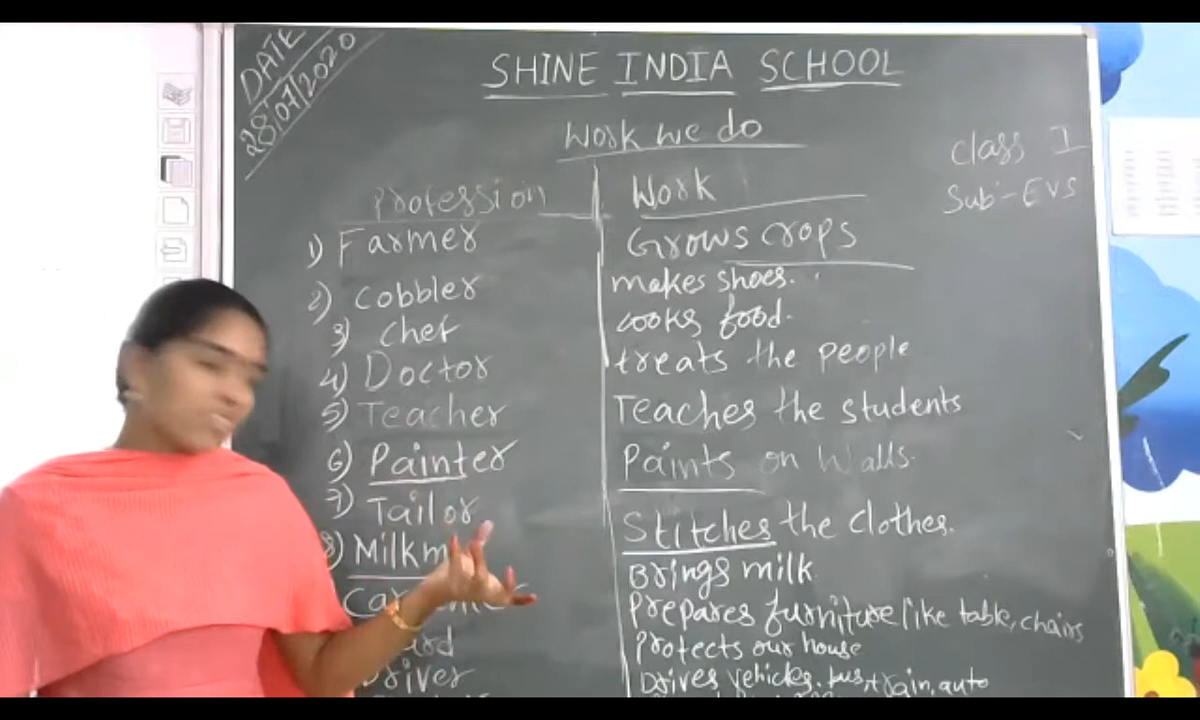 DATE
28/07/2020
SHINE INDIA SCHOOL
Work we do
class I
Sub:-EVS
Profession Work
1) Farmer Grows crops
2) cobbler makes shoes.
3) chef cooks food.
4) Doctor treats the people
5) Teacher Teaches the students
6) Painter Paints on Walls.
7) Tailor Stitches the clothes.
8) Brings milk
Prepares furniture like table, chairs
Protects our house
Driver Drives vehicles. bus, train, auto